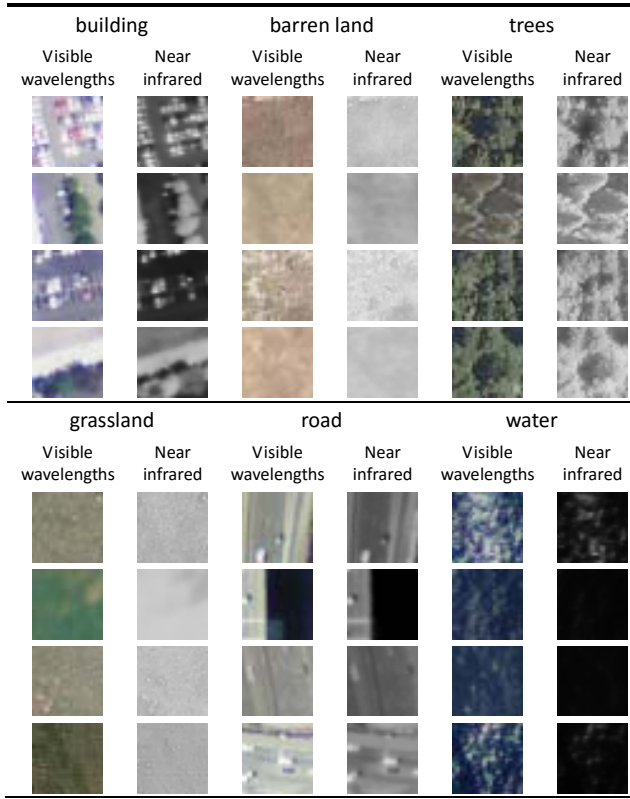 building barren land trees
Visible wavelengths Near infrared Visible wavelengths Near infrared Visible wavelengths Near infrared
grassland road water
Visible wavelengths Near infrared Visible wavelengths Near infrared Visible wavelengths Near infrared